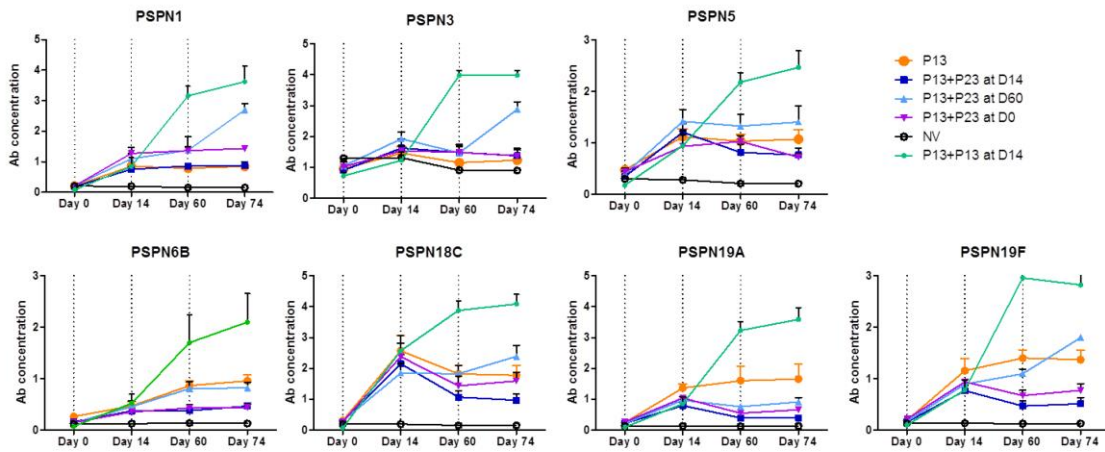 PSPN1
Ab concentration
5
4
3
2
1
0
Day 0 Day 14 Day 60 Day 74
PSPN3
Ab concentration
5
4
3
2
1
0
Day 0 Day 14 Day 60 Day 74
PSPN5
Ab concentration
3
2
1
0
Day 0 Day 14 Day 60 Day 74
P13
P13+P23 at D14
P13+P23 at D60
P13+P23 at D0
NV
P13+P13 at D14
PSPN6B
Ab concentration
3
2
1
0
Day 0 Day 14 Day 60 Day 74
PSPN18C
Ab concentration
5
4
3
2
1
0
Day 0 Day 14 Day 60 Day 74
PSPN19A
Ab concentration
5
4
3
2
1
0
Day 0 Day 14 Day 60 Day 74
PSPN19F
Ab concentration
3
2
1
0
Day 0 Day 14 Day 60 Day 74